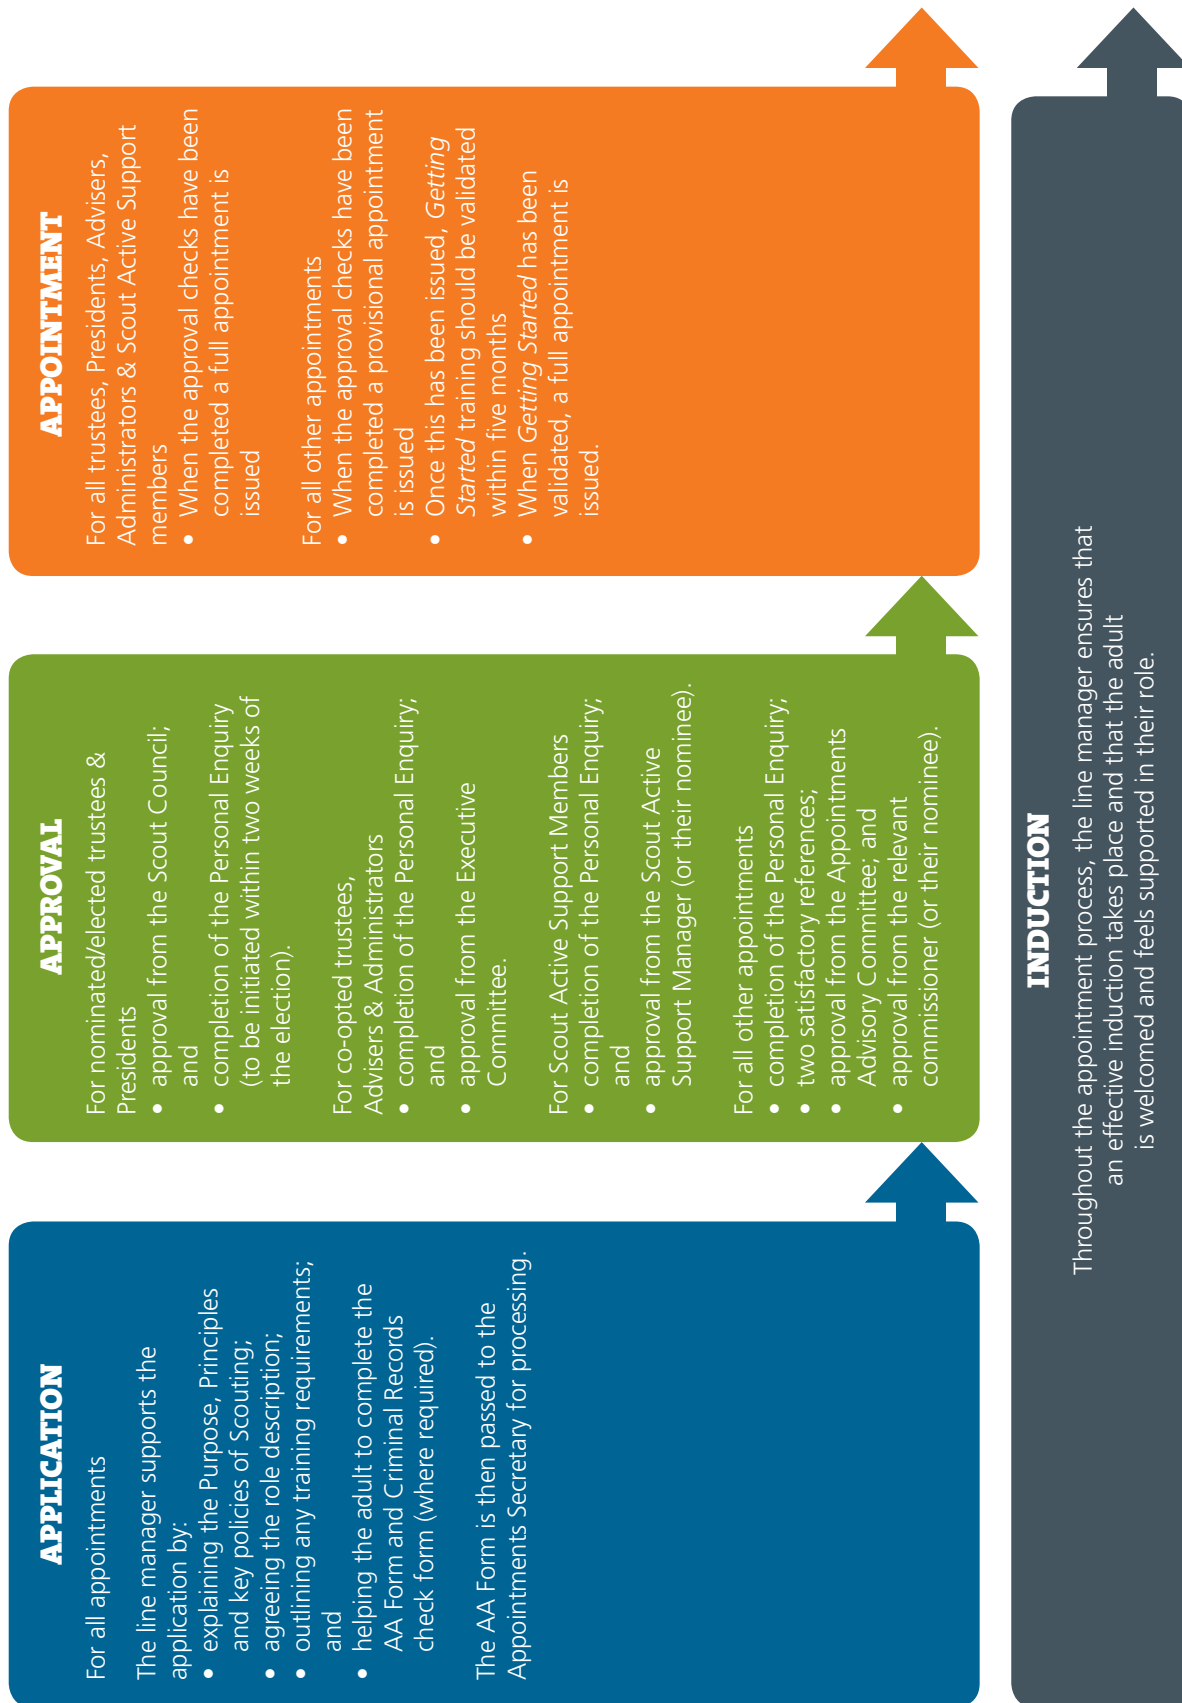 APPLICATION
For all appointments
The line manager supports the
application by:
• explaining the Purpose, Principles
and key policies of Scouting;
• agreeing the role description;
• outlining any training requirements;
and
• helping the adult to complete the
AA Form and Criminal Records
check form (where required).
The AA Form is then passed to the
Appointments Secretary for processing.
APPROVAL
For nominated/elected trustees &
Presidents
• approval from the Scout Council;
and
• completion of the Personal Enquiry
(to be initiated within two weeks of
the election).
For co-opted trustees,
Advisers & Administrators
• completion of the Personal Enquiry;
and
• approval from the Executive
Committee.
For Scout Active Support Members
• completion of the Personal Enquiry;
and
• approval from the Scout Active
Support Manager (or their nominee).
For all other appointments
• completion of the Personal Enquiry;
• two satisfactory references;
• approval from the Appointments
Advisory Committee; and
• approval from the relevant
commissioner (or their nominee).
APPOINTMENT
For all trustees, Presidents, Advisers,
Administrators & Scout Active Support
members
• When the approval checks have been
completed a full appointment is
issued
For all other appointments
• When the approval checks have been
completed a provisional appointment
is issued
• Once this has been issued, Getting
Started training should be validated
within five months
• When Getting Started has been
validated, a full appointment is
issued.
INDUCTION
Throughout the appointment process, the line manager ensures that
an effective induction takes place and that the adult
is welcomed and feels supported in their role.